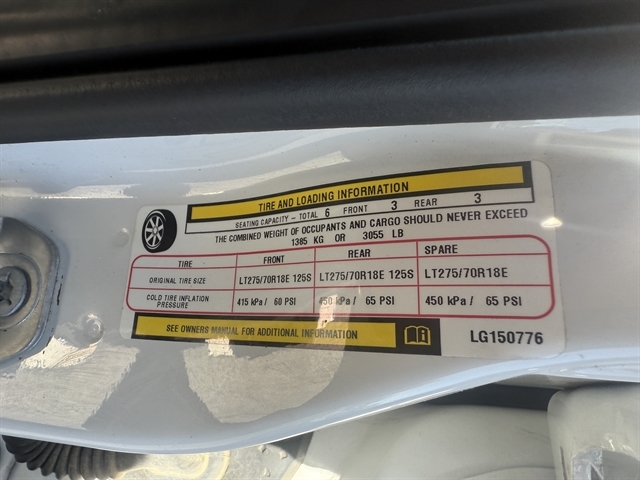 TIRE AND LOADING INFORMATION
SEATING CAPACITY - TOTAL 6 FRONT 3 REAR 3
THE COMBINED WEIGHT OF OCCUPANTS AND CARGO SHOULD NEVER EXCEED
1385 KG OR 3055 LB
TIRE FRONT REAR SPARE
ORIGINAL TIRE SIZE LT275/70R18E 125S LT275/70R18E 125S LT275/70R18E
COLD TIRE INFLATION PRESSURE 415 kPa / 60 PSI 450 kPa / 65 PSI 450 kPa / 65 PSI
SEE OWNERS MANUAL FOR ADDITIONAL INFORMATION LG150776